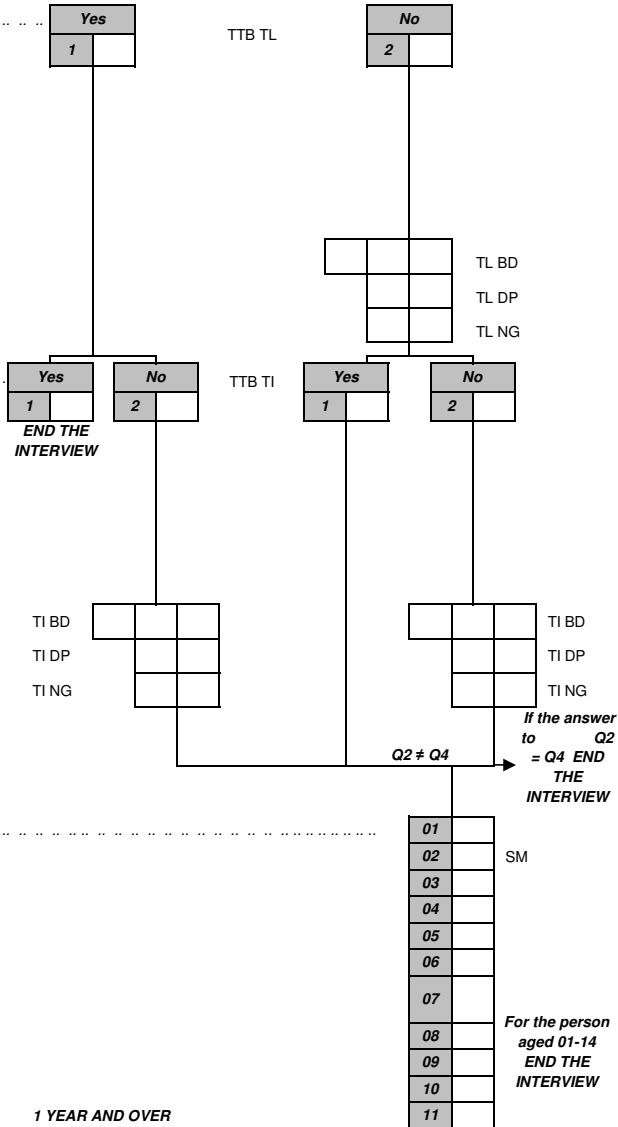 .. .. .. Yes TTB TL No
1 2
TL BD
TL DP
TL NG
. Yes No TTB TI Yes No
1 2 1 2
END THE
INTERVIEW
TI BD TI BD
TI DP TI DP
TI NG TI NG
If the answer
to Q2
Q2 ≠ Q4 = Q4 END
THE
INTERVIEW
.. .. .. .. .. .. .. .. .. .. .. .. .. .. .. .. .. .. .. .. .. .. .. 01
02 SM
03
04
05
06
07
For the person
08 aged 01-14
09 END THE
10 INTERVIEW
1 YEAR AND OVER 11